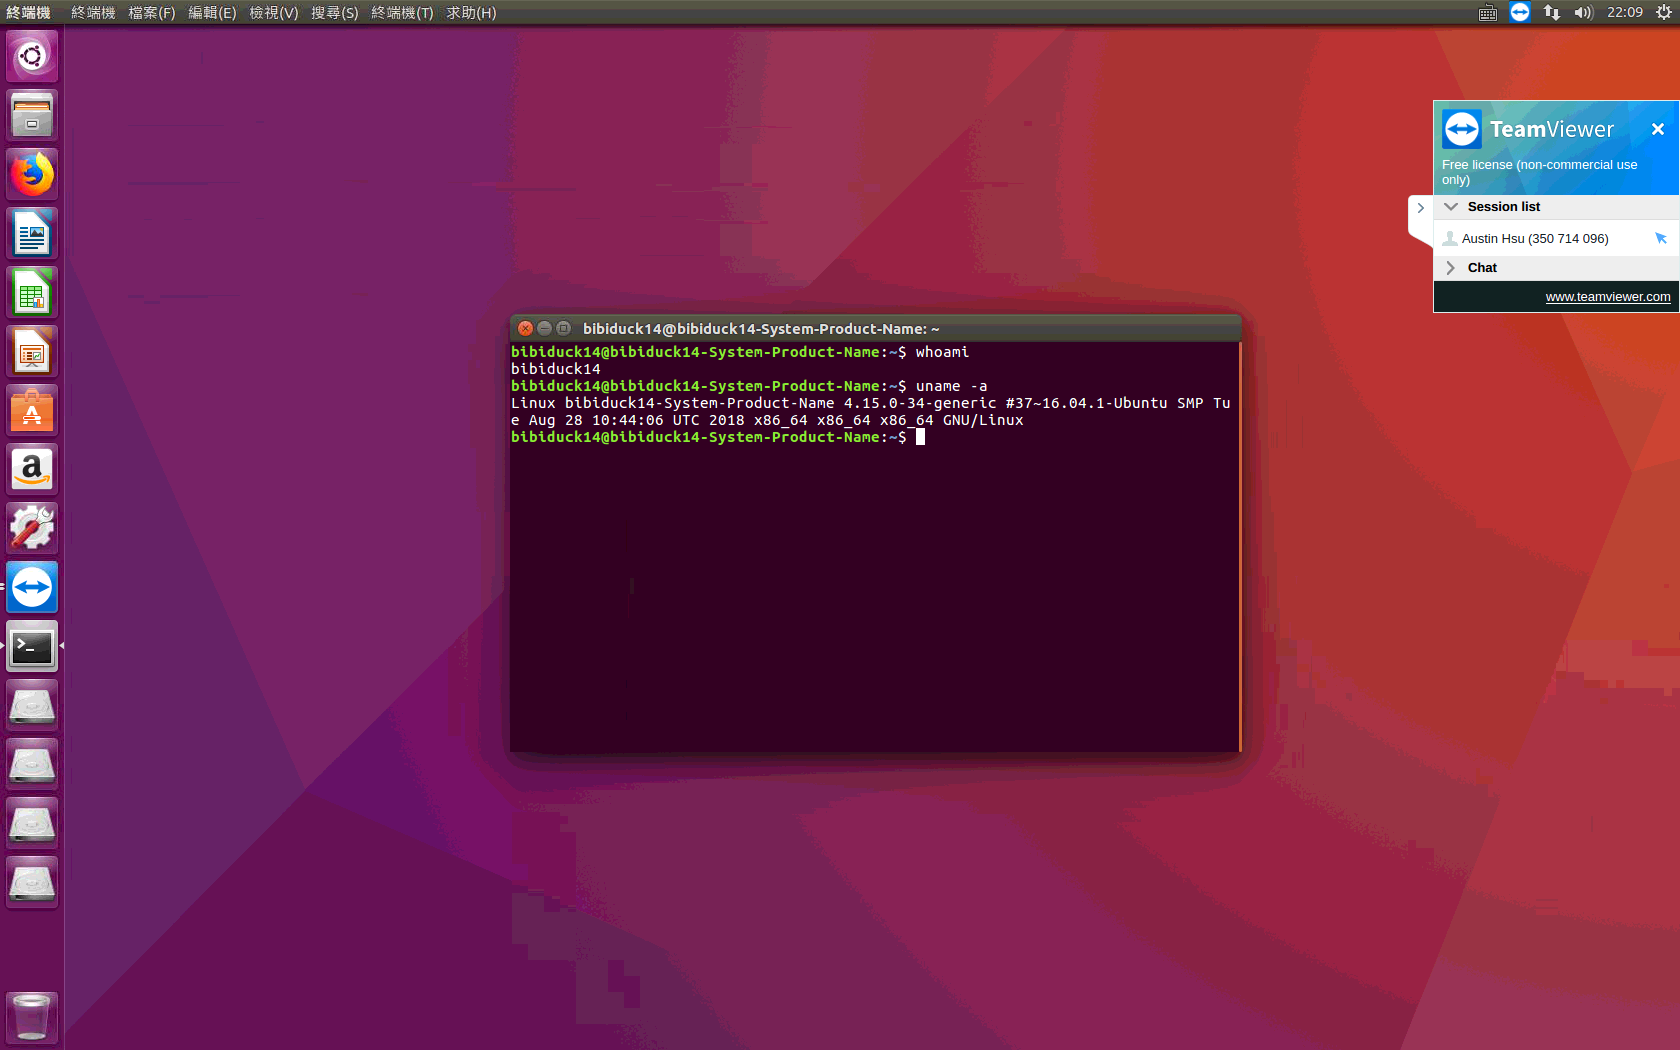 終端機 終端機 檔案(F) 編輯(E) 檢視(V) 搜尋(S) 終端機(T) 求助(H) 22:09
TeamViewer
Free license (non-commercial use
only)
Session list
Austin Hsu (350 714 096)
Chat
www.teamviewer.com
bibiduck14@bibiduck14-System-Product-Name: ~
bibiduck14@bibiduck14-System-Product-Name:~$ whoami
bibiduck14
bibiduck14@bibiduck14-System-Product-Name:~$ uname -a
Linux bibiduck14-System-Product-Name 4.15.0-34-generic #37~16.04.1-Ubuntu SMP Tu
e Aug 28 10:44:06 UTC 2018 x86_64 x86_64 x86_64 GNU/Linux
bibiduck14@bibiduck14-System-Product-Name:~$